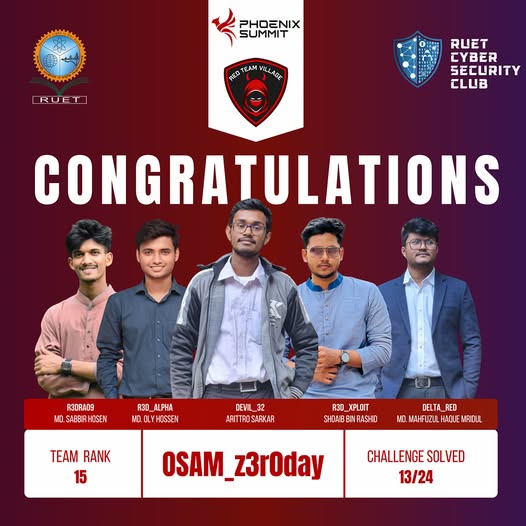 PHOENIX
SUMMIT
RED TEAM VILLAGE
RUET
RUET
CYBER
SECURITY
CLUB
CONGRATULATIONS
R3DRA09
MD. SABBIR HOSEN
R3D_ALPHA
MD. OLY HOSSEN
DEVIL_32
ARITTRO SARKAR
R3D_XPLOIT
SHOAIB BIN RASHID
DELTA_RED
MD. MAHFUZUL HAQUE MRIDUL
TEAM RANK
15
0SAM_z3r0day
CHALLENGE SOLVED
13/24